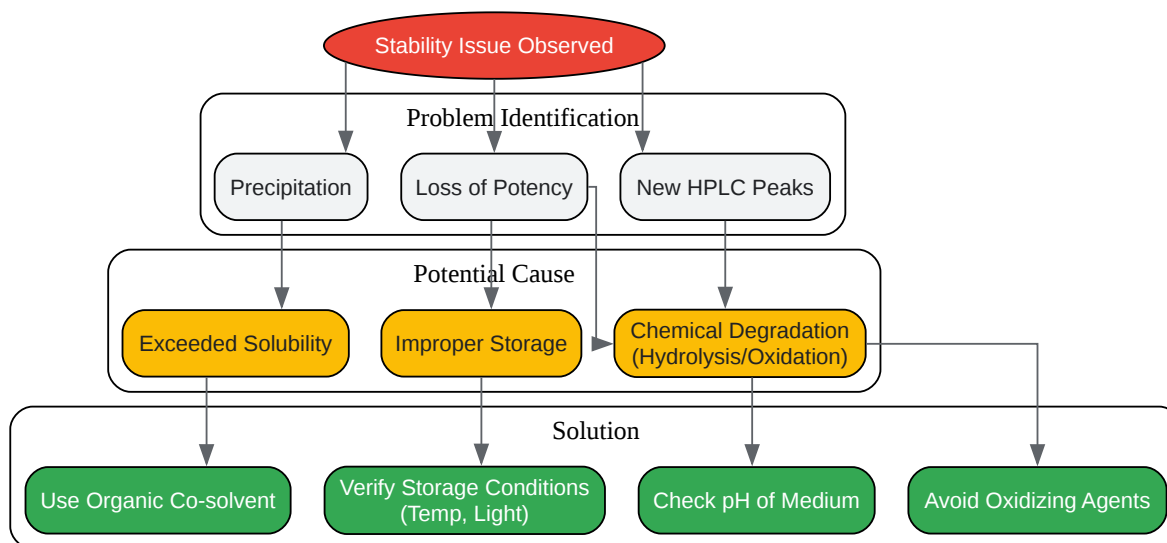 Stability Issue Observed
Problem Identification
Precipitation
Loss of Potency
New HPLC Peaks
Potential Cause
Exceeded Solubility
Improper Storage
Chemical Degradation
(Hydrolysis/Oxidation)
Solution
Use Organic Co-solvent
Verify Storage Conditions
(Temp, Light)
Check pH of Medium
Avoid Oxidizing Agents